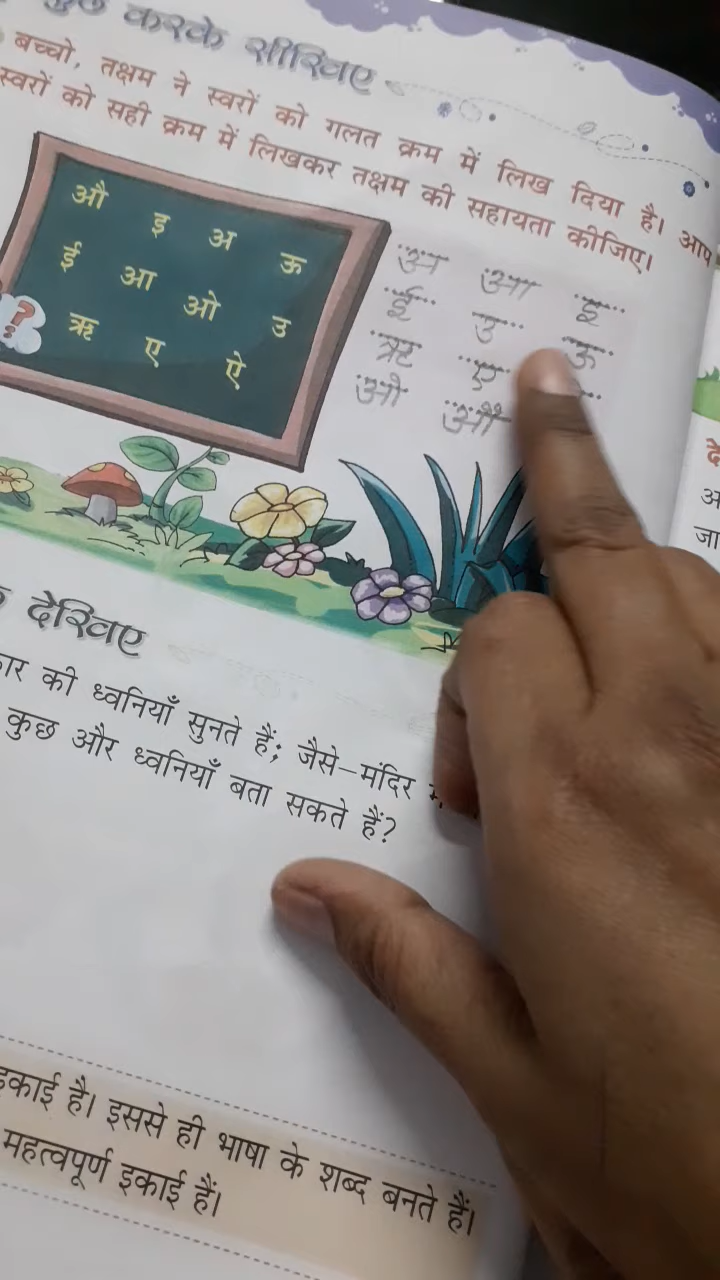 कुछ करके सीखिए
बच्चो, तक्षम ने स्वरों को गलत क्रम में लिख दिया है। आप
स्वरों को सही क्रम में लिखकर तक्षम की सहायता कीजिए।
औ इ अ ऊ
ई आ ओ उ
ऋ ए ऐ
?
अ आ इ
ई उ ऊ
ऋ ए
ओ औ
देखिए
की ध्वनियाँ सुनते हैं; जैसे–मंदिर
कुछ और ध्वनियाँ बता सकते हैं?
इकाई है। इससे ही भाषा के शब्द बनते हैं।
महत्वपूर्ण इकाई हैं।